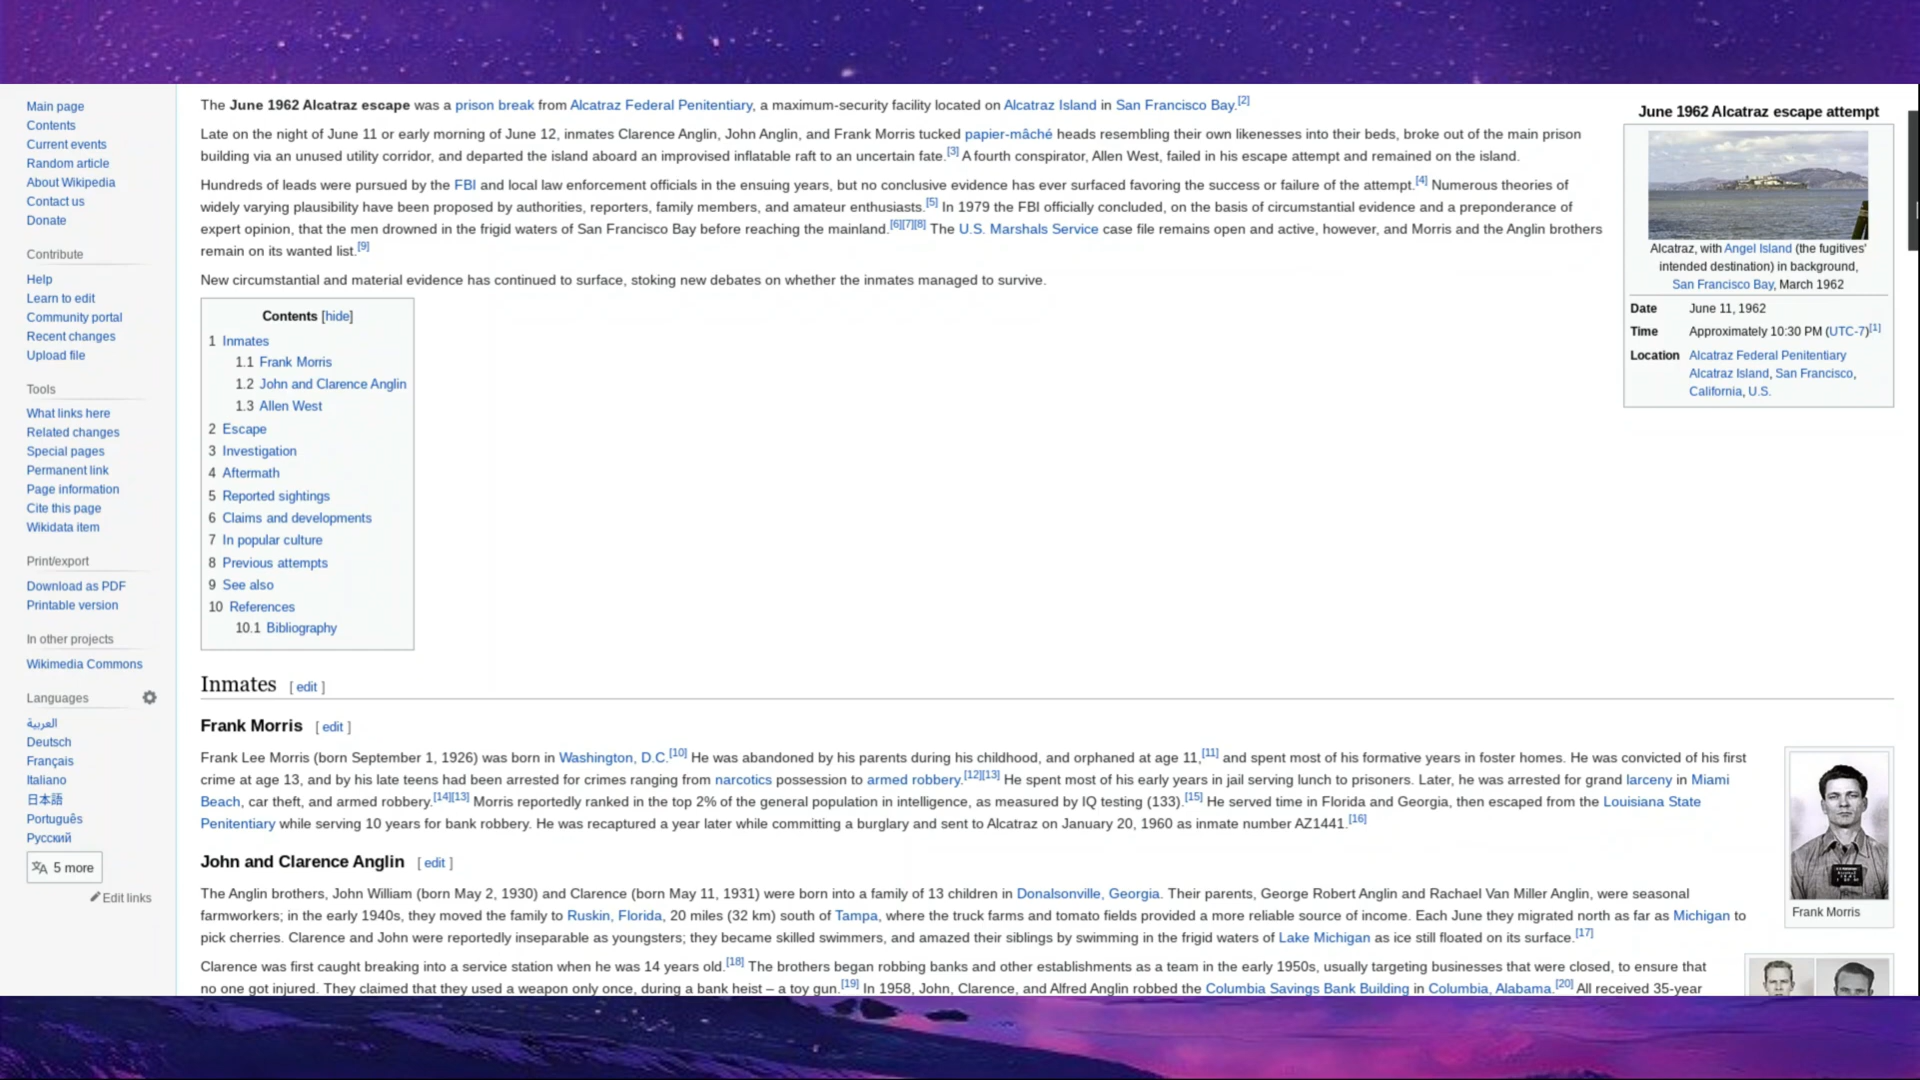 Main page
Contents
Current events
Random article
About Wikipedia
Contact us
Donate
Contribute
Help
Learn to edit
Community portal
Recent changes
Upload file
Tools
What links here
Related changes
Special pages
Permanent link
Page information
Cite this page
Wikidata item
Print/export
Download as PDF
Printable version
In other projects
Wikimedia Commons
Languages
العربية
Deutsch
Français
Italiano
日本語
Português
Русский
5 more
Edit links
The June 1962 Alcatraz escape was a prison break from Alcatraz Federal Penitentiary, a maximum-security facility located on Alcatraz Island in San Francisco Bay.[2]
Late on the night of June 11 or early morning of June 12, inmates Clarence Anglin, John Anglin, and Frank Morris tucked papier-mâché heads resembling their own likenesses into their beds, broke out of the main prison
building via an unused utility corridor, and departed the island aboard an improvised inflatable raft to an uncertain fate.[3] A fourth conspirator, Allen West, failed in his escape attempt and remained on the island.
Hundreds of leads were pursued by the FBI and local law enforcement officials in the ensuing years, but no conclusive evidence has ever surfaced favoring the success or failure of the attempt.[4] Numerous theories of
widely varying plausibility have been proposed by authorities, reporters, family members, and amateur enthusiasts.[5] In 1979 the FBI officially concluded, on the basis of circumstantial evidence and a preponderance of
expert opinion, that the men drowned in the frigid waters of San Francisco Bay before reaching the mainland.[6][7][8] The U.S. Marshals Service case file remains open and active, however, and Morris and the Anglin brothers
remain on its wanted list.[9]
New circumstantial and material evidence has continued to surface, stoking new debates on whether the inmates managed to survive.
June 1962 Alcatraz escape attempt
Alcatraz, with Angel Island (the fugitives'
intended destination) in background,
San Francisco Bay, March 1962
Date June 11, 1962
Time Approximately 10:30 PM (UTC-7)[1]
Location Alcatraz Federal Penitentiary
Alcatraz Island, San Francisco,
California, U.S.
Contents [hide]
1 Inmates
1.1 Frank Morris
1.2 John and Clarence Anglin
1.3 Allen West
2 Escape
3 Investigation
4 Aftermath
5 Reported sightings
6 Claims and developments
7 In popular culture
8 Previous attempts
9 See also
10 References
10.1 Bibliography
Inmates [ edit ]
Frank Morris [ edit ]
Frank Lee Morris (born September 1, 1926) was born in Washington, D.C.[10] He was abandoned by his parents during his childhood, and orphaned at age 11,[11] and spent most of his formative years in foster homes. He was convicted of his first
crime at age 13, and by his late teens had been arrested for crimes ranging from narcotics possession to armed robbery.[12][13] He spent most of his early years in jail serving lunch to prisoners. Later, he was arrested for grand larceny in Miami
Beach, car theft, and armed robbery.[14][13] Morris reportedly ranked in the top 2% of the general population in intelligence, as measured by IQ testing (133).[15] He served time in Florida and Georgia, then escaped from the Louisiana State
Penitentiary while serving 10 years for bank robbery. He was recaptured a year later while committing a burglary and sent to Alcatraz on January 20, 1960 as inmate number AZ1441.[16]
Frank Morris
John and Clarence Anglin [ edit ]
The Anglin brothers, John William (born May 2, 1930) and Clarence (born May 11, 1931) were born into a family of 13 children in Donalsonville, Georgia. Their parents, George Robert Anglin and Rachael Van Miller Anglin, were seasonal
farmworkers; in the early 1940s, they moved the family to Ruskin, Florida, 20 miles (32 km) south of Tampa, where the truck farms and tomato fields provided a more reliable source of income. Each June they migrated north as far as Michigan to
pick cherries. Clarence and John were reportedly inseparable as youngsters; they became skilled swimmers, and amazed their siblings by swimming in the frigid waters of Lake Michigan as ice still floated on its surface.[17]
Clarence was first caught breaking into a service station when he was 14 years old.[18] The brothers began robbing banks and other establishments as a team in the early 1950s, usually targeting businesses that were closed, to ensure that
no one got injured. They claimed that they used a weapon only once, during a bank heist – a toy gun.[19] In 1958, John, Clarence, and Alfred Anglin robbed the Columbia Savings Bank Building in Columbia, Alabama.[20] All received 35-year